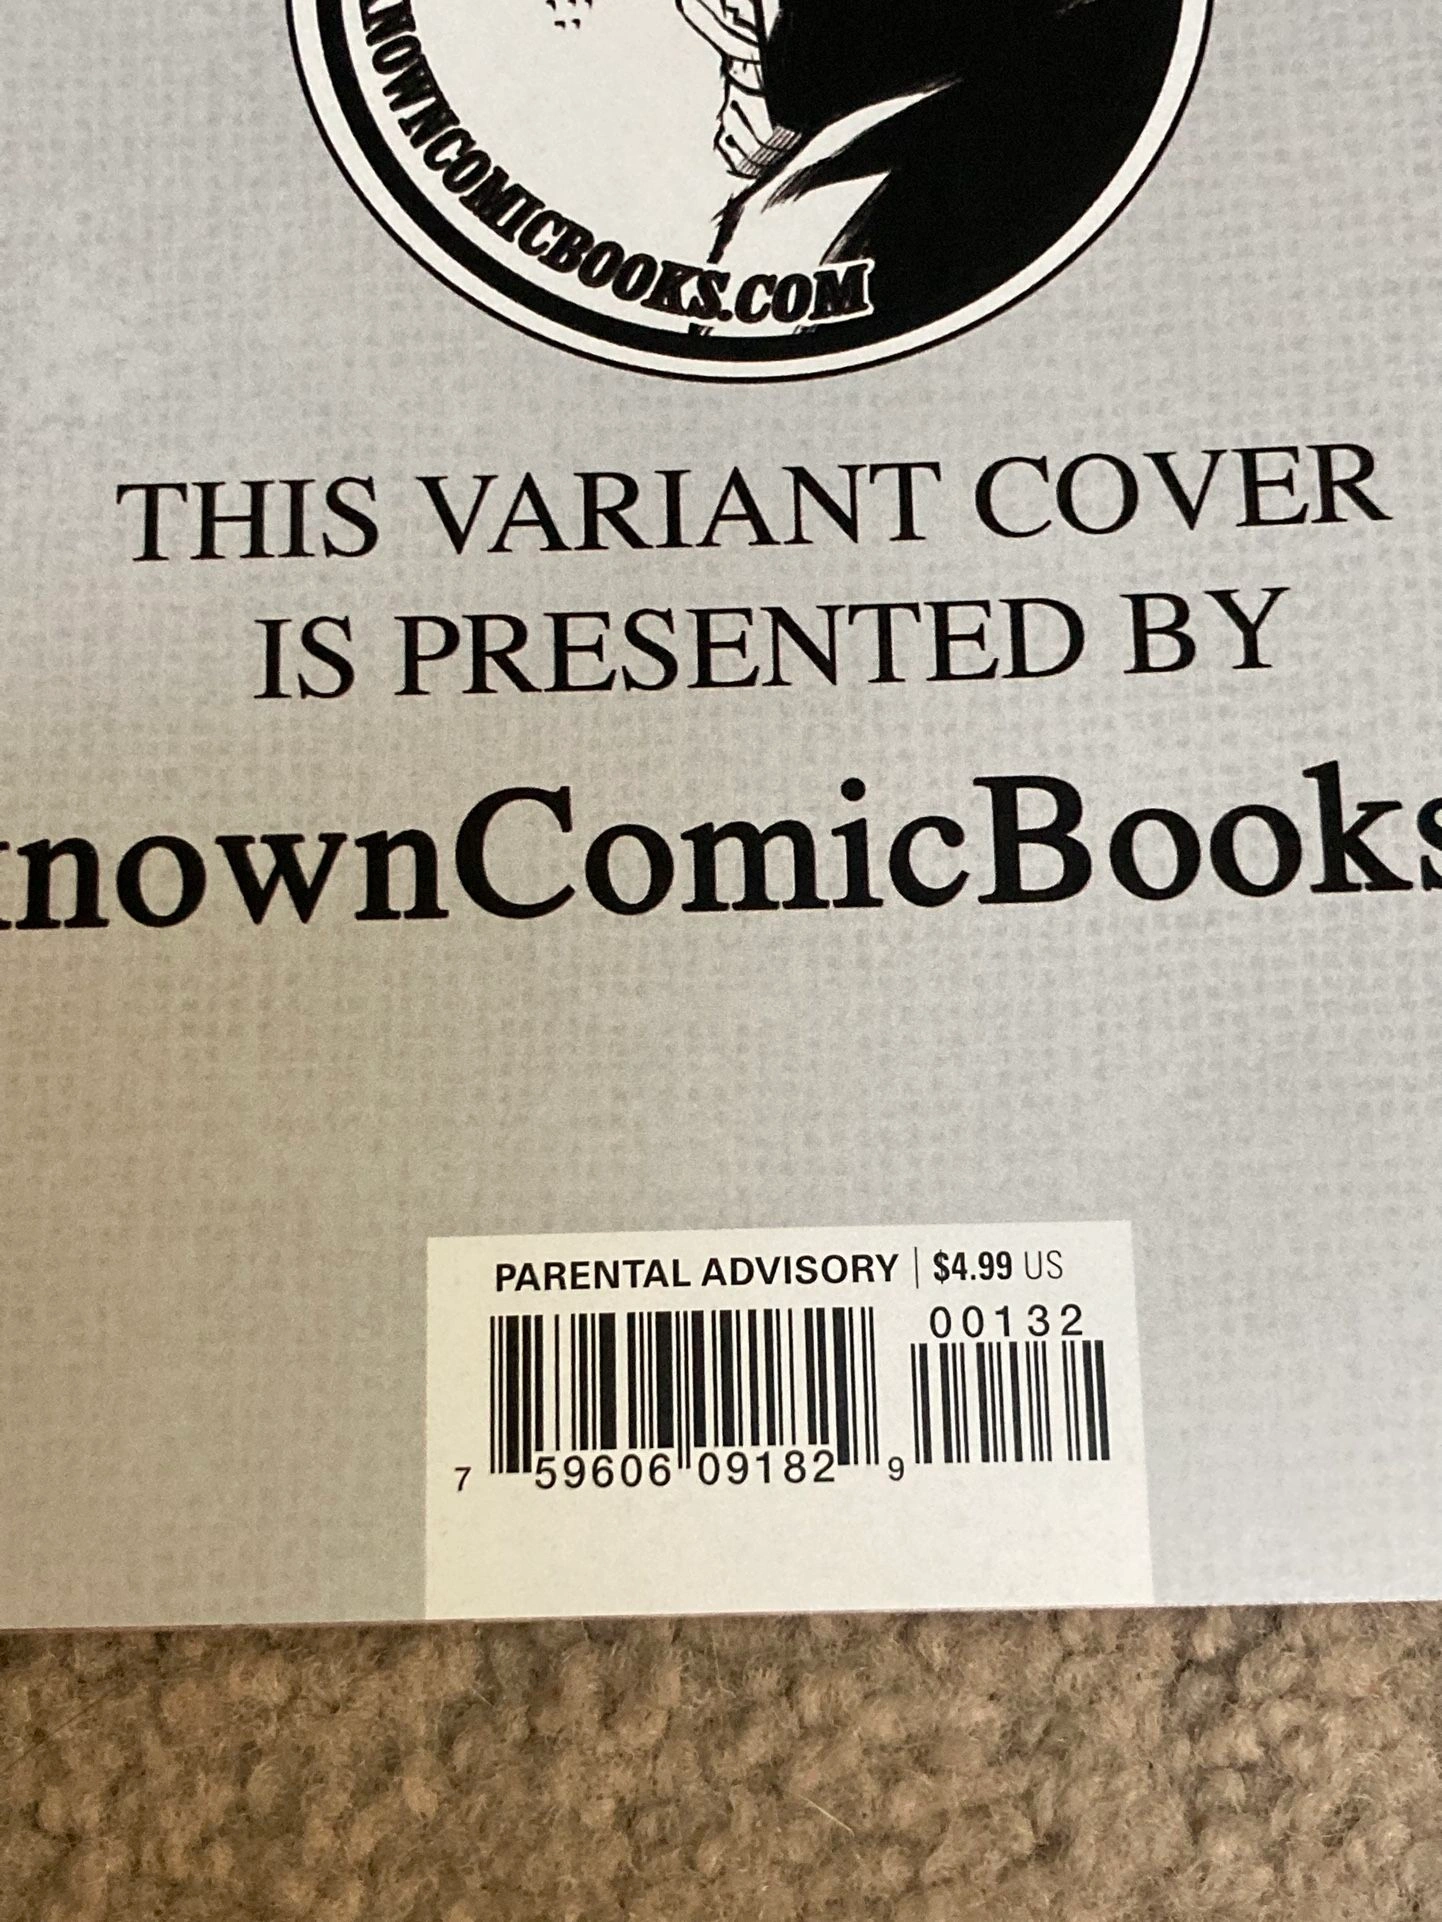 NOWNCOMICBOOKS.COM
THIS VARIANT COVER
IS PRESENTED BY
nownComicBooks
PARENTAL ADVISORY | $4.99 US
00132
7 59606 09182 9